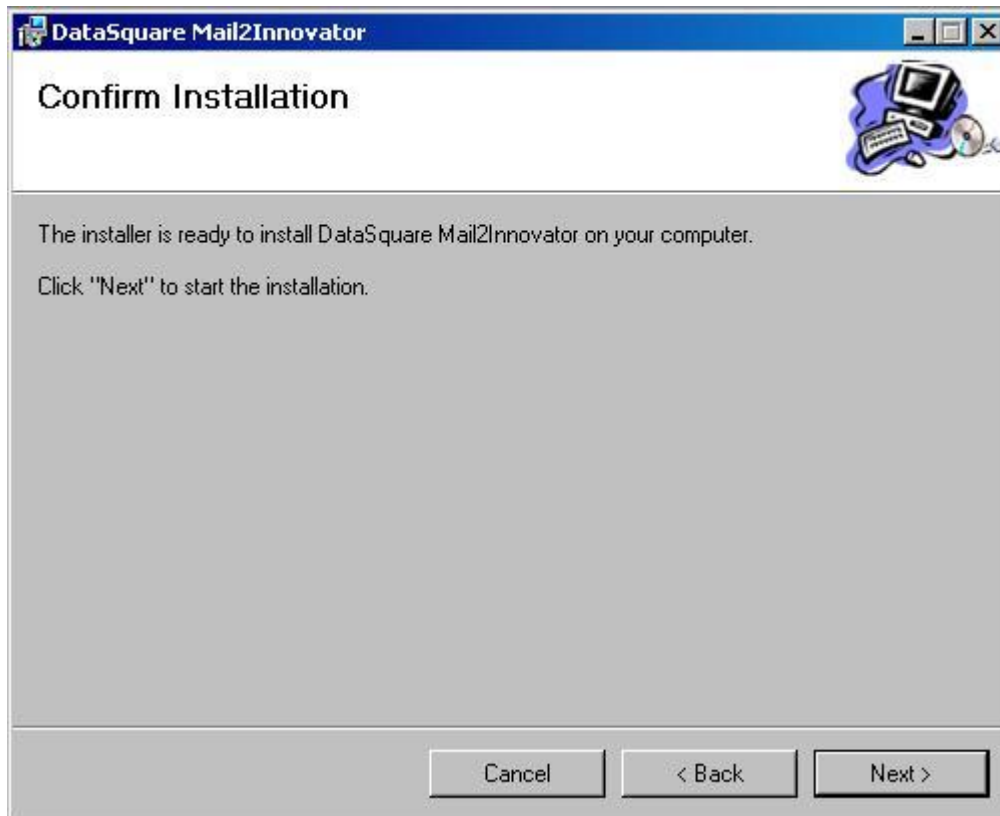 DataSquare Mail2Innovator
Confirm Installation
The installer is ready to install DataSquare Mail2Innovator on your computer.
Click "Next" to start the installation.
Cancel
< Back
Next >